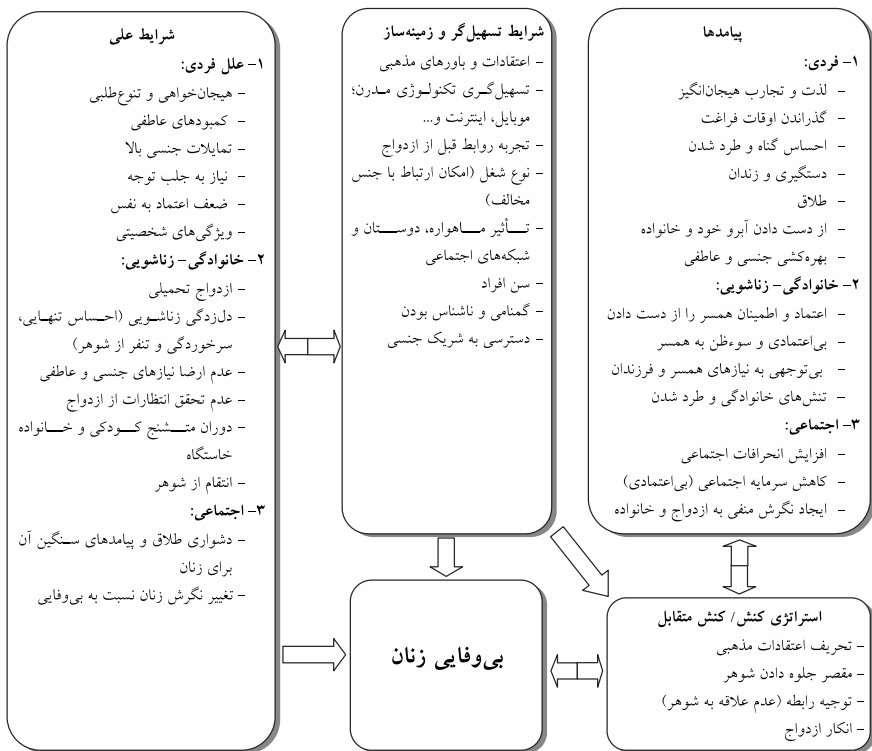 شرایط علی
۱- علل فردی:
- هیجان‌خواهی و تنوع‌طلبی
- کمبودهای عاطفی
- تمایلات جنسی بالا
- نیاز به جلب توجه
- ضعف اعتماد به نفس
- ویژگی‌های شخصیتی
۲- خانوادگی- زناشویی:
- ازدواج تحمیلی
- دل‌زدگی زناشویی (احساس تنهایی،
سرخوردگی و تنفر از شوهر)
- عدم ارضا نیازهای جنسی و عاطفی
- عدم تحقق انتظارات از ازدواج
- دوران متشنج کودکی و خانواده
خاستگاه
- انتقام از شوهر
۳- اجتماعی:
- دشواری طلاق و پیامدهای سنگین آن
برای زنان
- تغییر نگرش زنان نسبت به بی‌وفایی
شرایط تسهیل‌گر و زمینه‌ساز
- اعتقادات و باورهای مذهبی
- تسهیل‌گری تکنولوژی مدرن؛
موبایل، اینترنت و...
- تجربه روابط قبل از ازدواج
- نوع شغل (امکان ارتباط با جنس
مخالف)
- تأثیر ماهواره، دوستان و
شبکه‌های اجتماعی
- سن افراد
- گمنامی و ناشناس بودن
- دسترسی به شریک جنسی
پیامدها
۱- فردی:
- لذت و تجارب هیجان‌انگیز
- گذراندن اوقات فراغت
- احساس گناه و طرد شدن
- دستگیری و زندان
- طلاق
- از دست دادن آبرو خود و خانواده
- بهره‌کشی جنسی و عاطفی
۲- خانوادگی- زناشویی:
- اعتماد و اطمینان همسر را از دست دادن
- بی‌اعتمادی و سوءظن به همسر
- بی‌توجهی به نیازهای همسر و فرزندان
- تنش‌های خانوادگی و طرد شدن
۳- اجتماعی:
- افزایش انحرافات اجتماعی
- کاهش سرمایه اجتماعی (بی‌اعتمادی)
- ایجاد نگرش منفی به ازدواج و خانواده
بی‌وفایی زنان
استراتژی کنش/ کنش متقابل
- تحریف اعتقادات مذهبی
- مقصر جلوه دادن شوهر
- توجیه رابطه (عدم علاقه به شوهر)
- انکار ازدواج